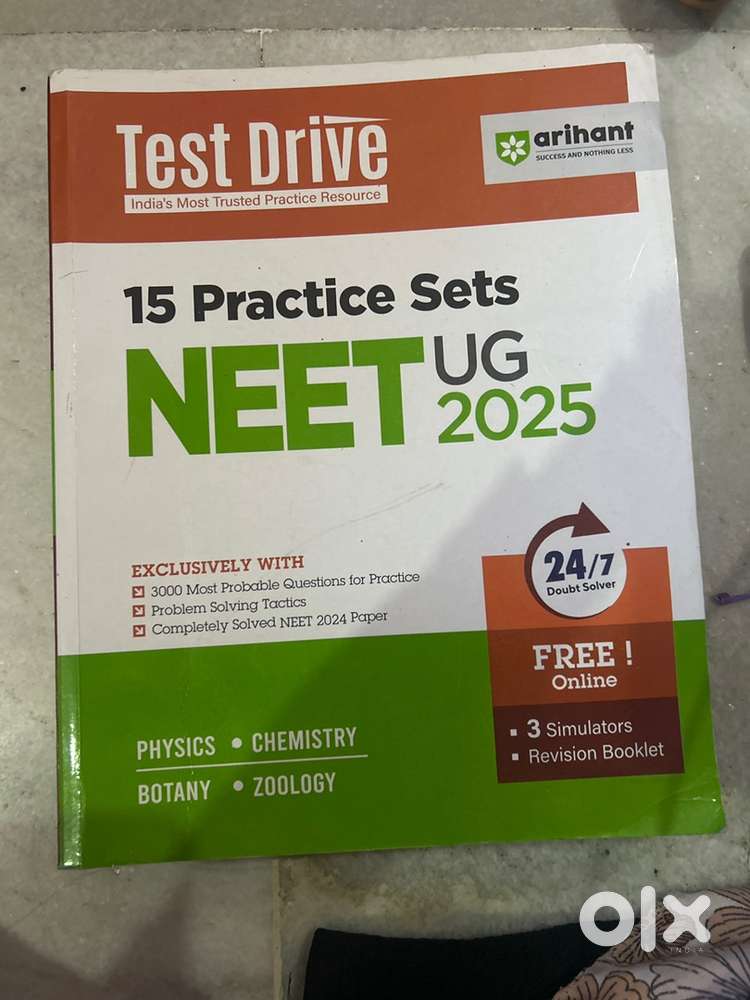 Test Drive
India's Most Trusted Practice Resource
arihant
SUCCESS AND NOTHING LESS
15 Practice Sets
NEET UG
2025
EXCLUSIVELY WITH
3000 Most Probable Questions for Practice
Problem Solving Tactics
Completely Solved NEET 2024 Paper
24/7
Doubt Solver
FREE !
Online
3 Simulators
Revision Booklet
PHYSICS • CHEMISTRY
BOTANY • ZOOLOGY
olx
INDIA